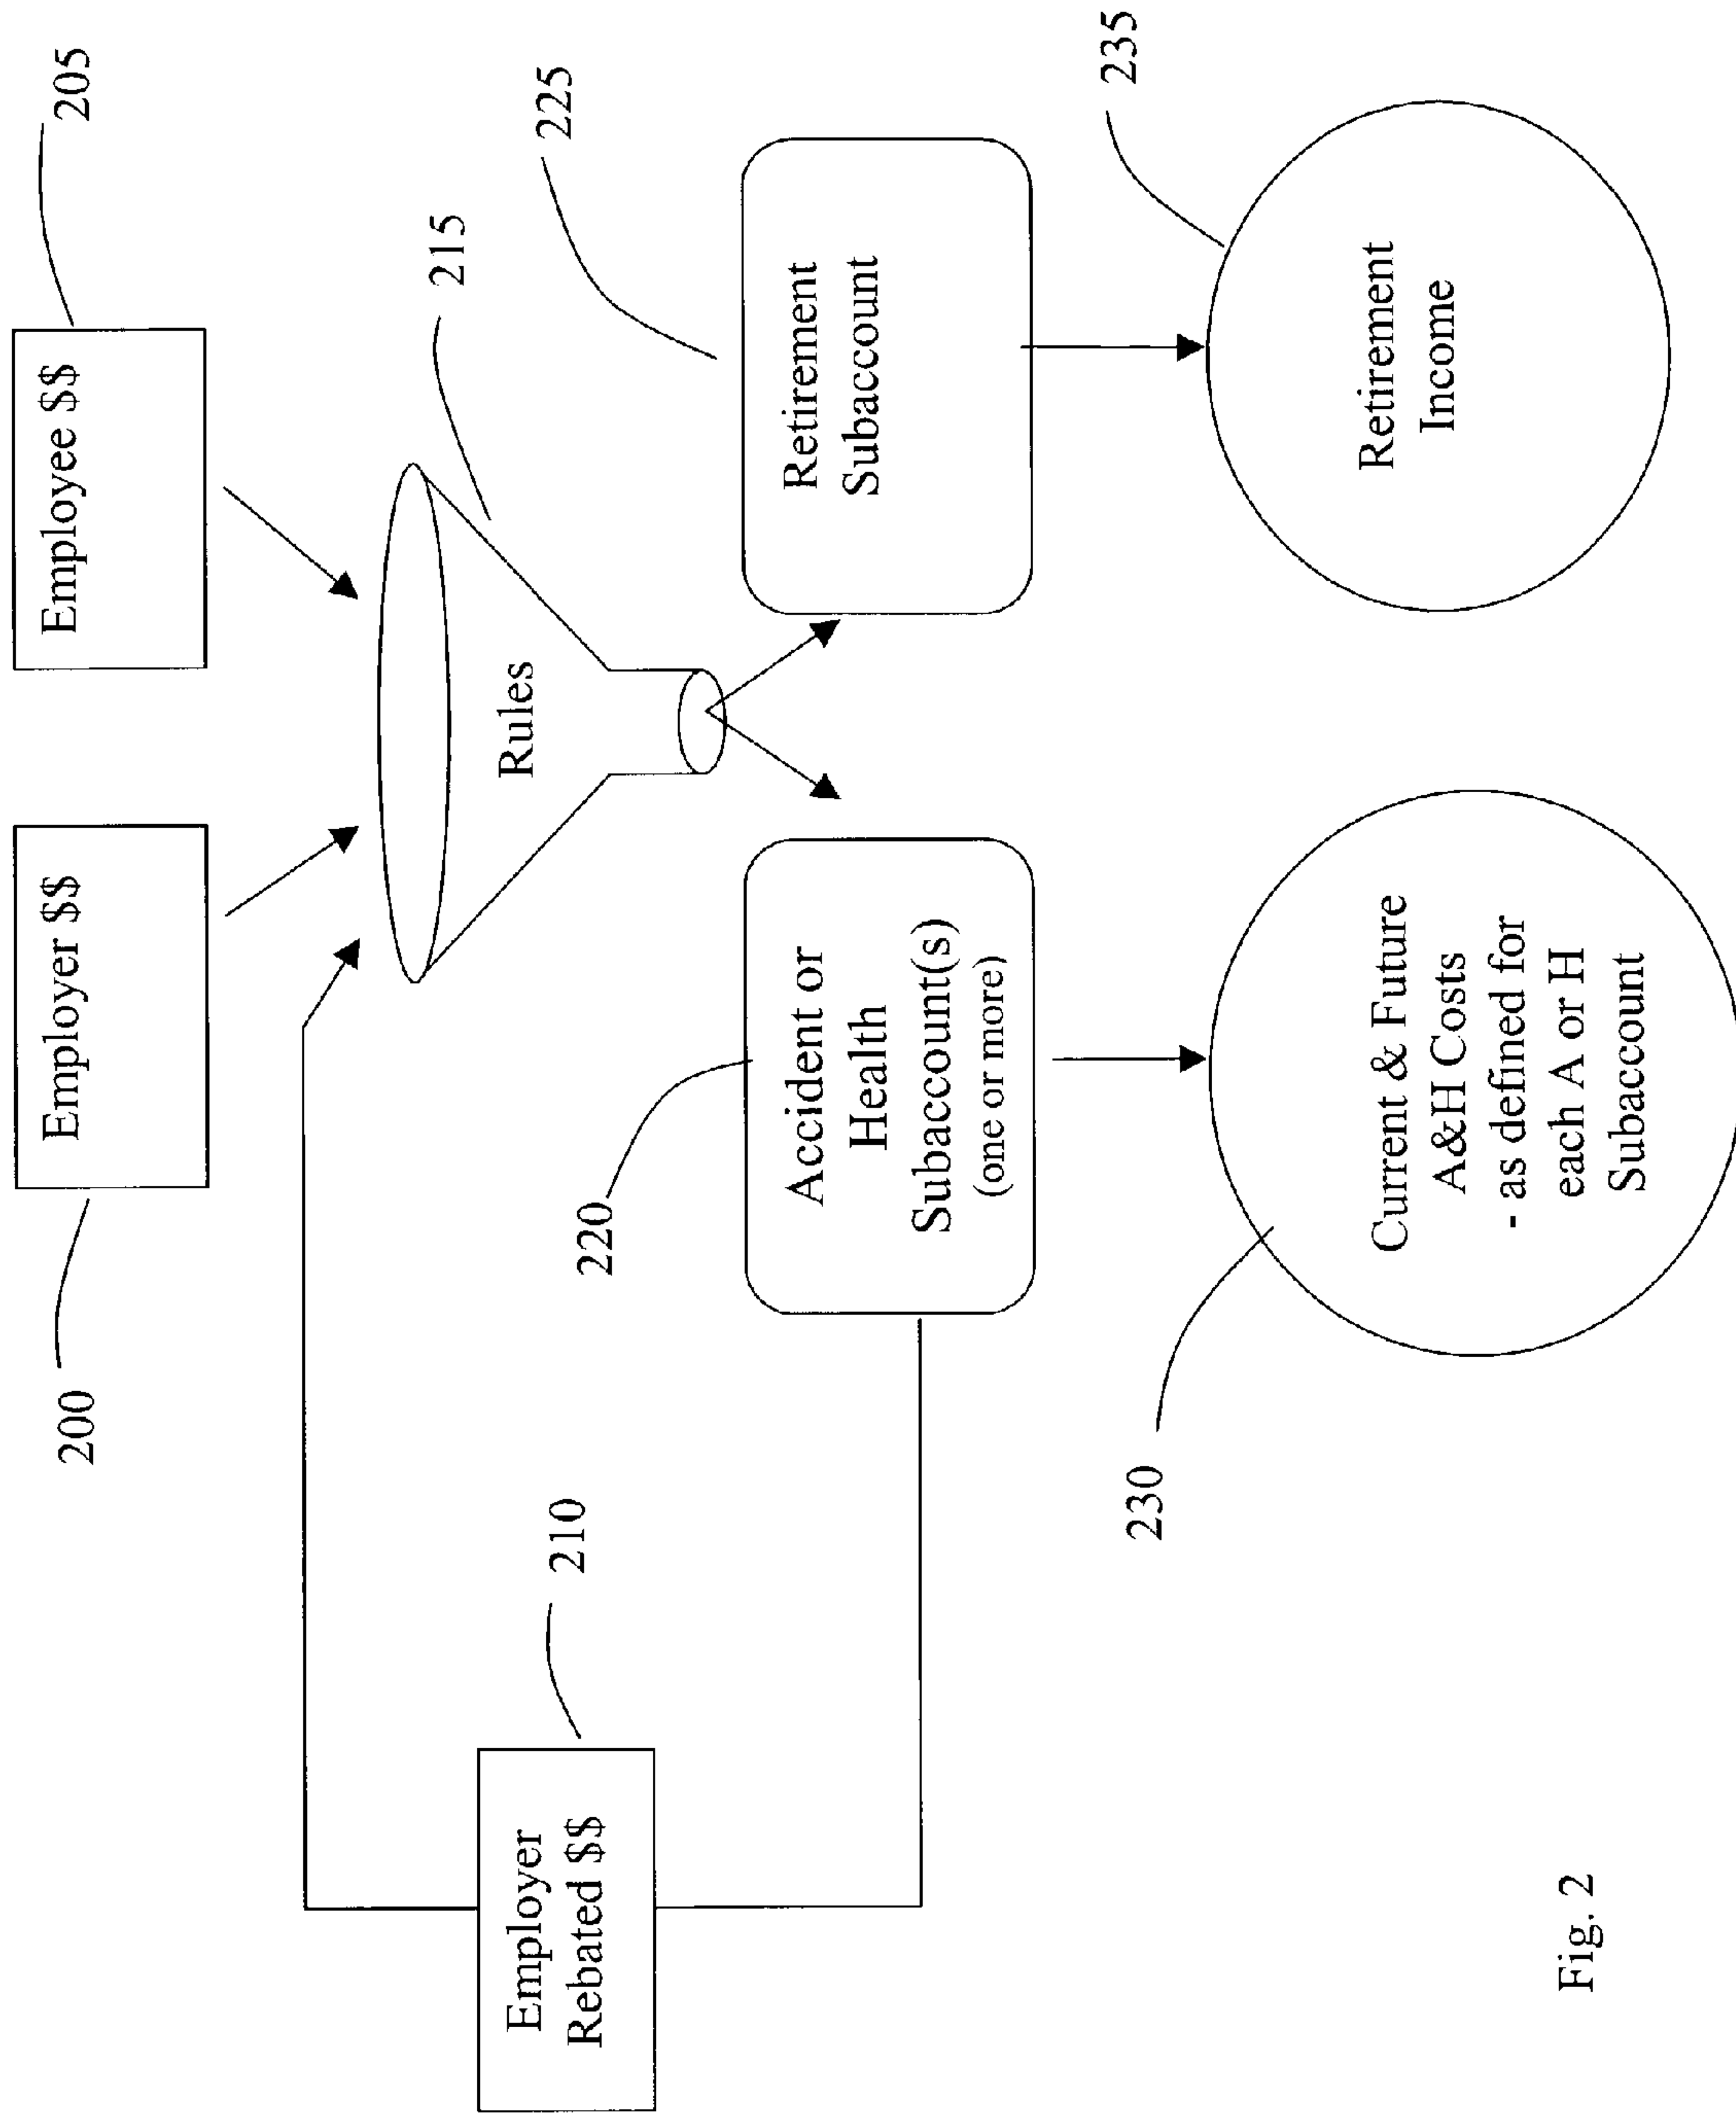 200
Employer $$
Employee $$
205
215
Rules
Employer
Rebated $$
210
220
Accident or
Health
Subaccount(s)
(one or more)
225
Retirement
Subaccount
230
Current & Future
A&H Costs
- as defined for
each A or H
Subaccount
235
Retirement
Income
Fig. 2